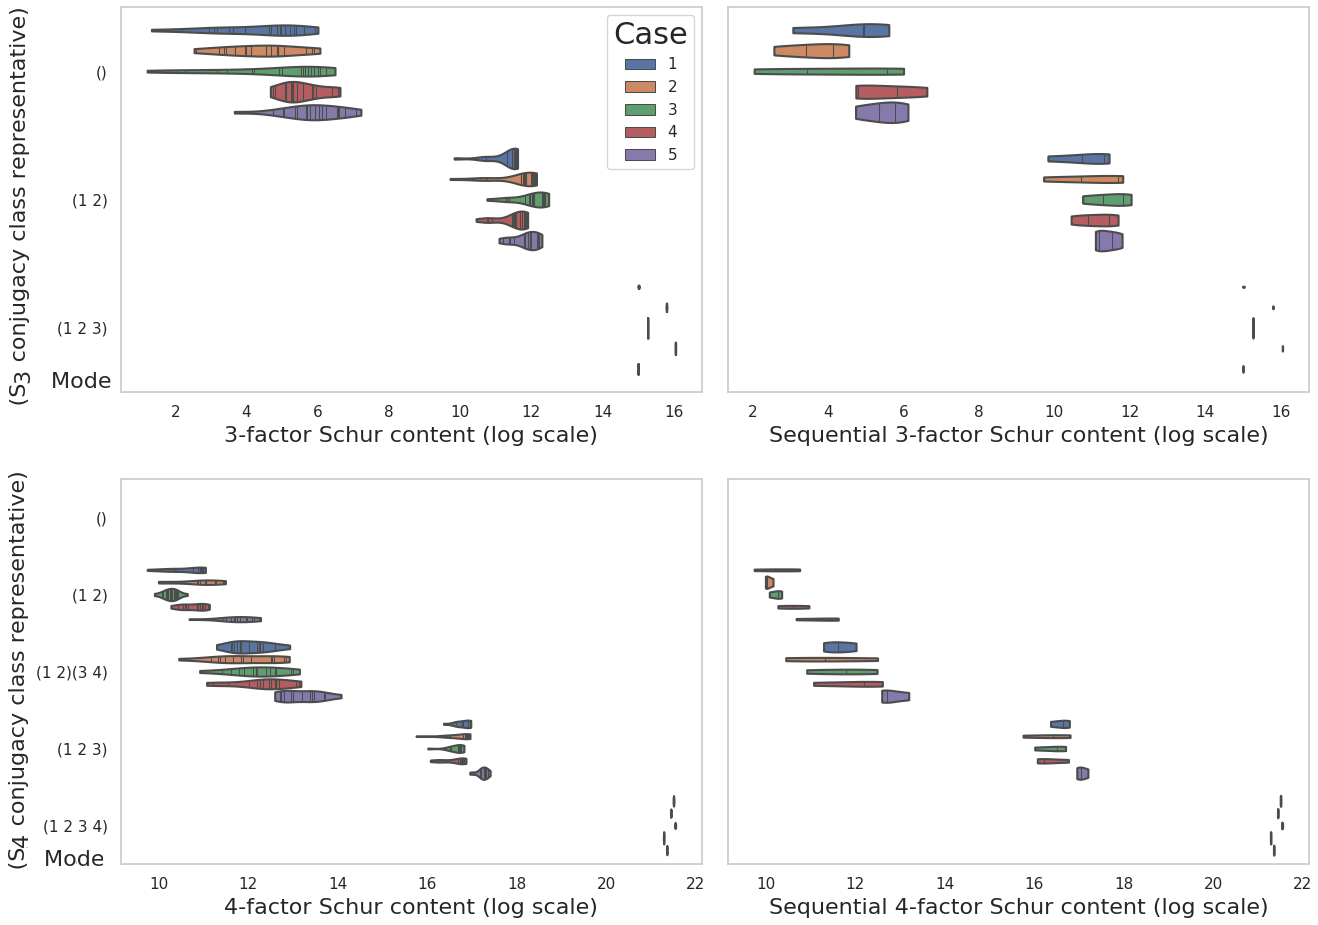 (S3 conjugacy class representative)
Mode
()
(1 2)
(1 2 3)
Case
1
2
3
4
5
2 4 6 8 10 12 14 16
3-factor Schur content (log scale)
2 4 6 8 10 12 14 16
Sequential 3-factor Schur content (log scale)
(S4 conjugacy class representative)
Mode
()
(1 2)
(1 2)(3 4)
(1 2 3)
(1 2 3 4)
10 12 14 16 18 20 22
4-factor Schur content (log scale)
10 12 14 16 18 20 22
Sequential 4-factor Schur content (log scale)